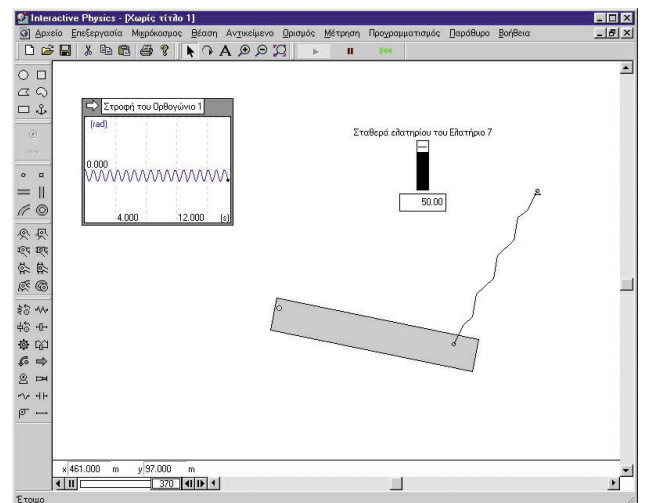 Interactive Physics - [Χωρίς τίτλο 1]
Αρχείο Επεξεργασία Μικρόκοσμος Θέαση Αντικείμενο Ορισμός Μέτρηση Προγραμματισμός Παράθυρο Βοήθεια
Στροφή του Ορθογώνιο 1
(rad)
0.000
4.000 12.000 (s)
Σταθερά ελατηρίου του Ελατήριο 7
50.00
x 461.000 m y 97.000 m
370
Έτοιμο